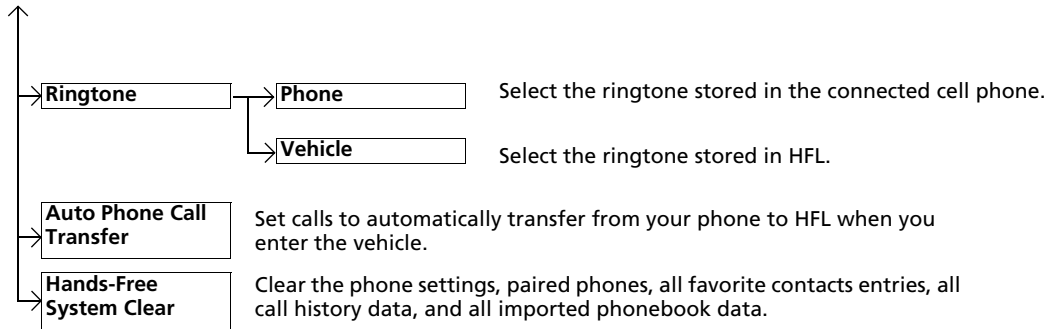 Ringtone
Phone
Select the ringtone stored in the connected cell phone.
Vehicle
Select the ringtone stored in HFL.
Auto Phone Call
Transfer
Set calls to automatically transfer from your phone to HFL when you
enter the vehicle.
Hands-Free
System Clear
Clear the phone settings, paired phones, all favorite contacts entries, all
call history data, and all imported phonebook data.